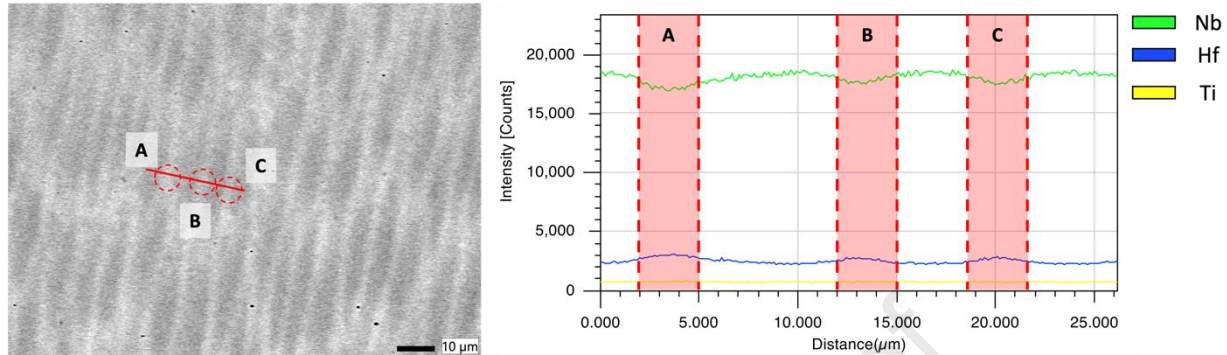 A
C
B
10 µm
Intensity [Counts]
20,000
15,000
10,000
5,000
0
A
B
C
0.000
5.000
10.000
15.000
20.000
25.000
Distance(µm)
Nb
Hf
Ti